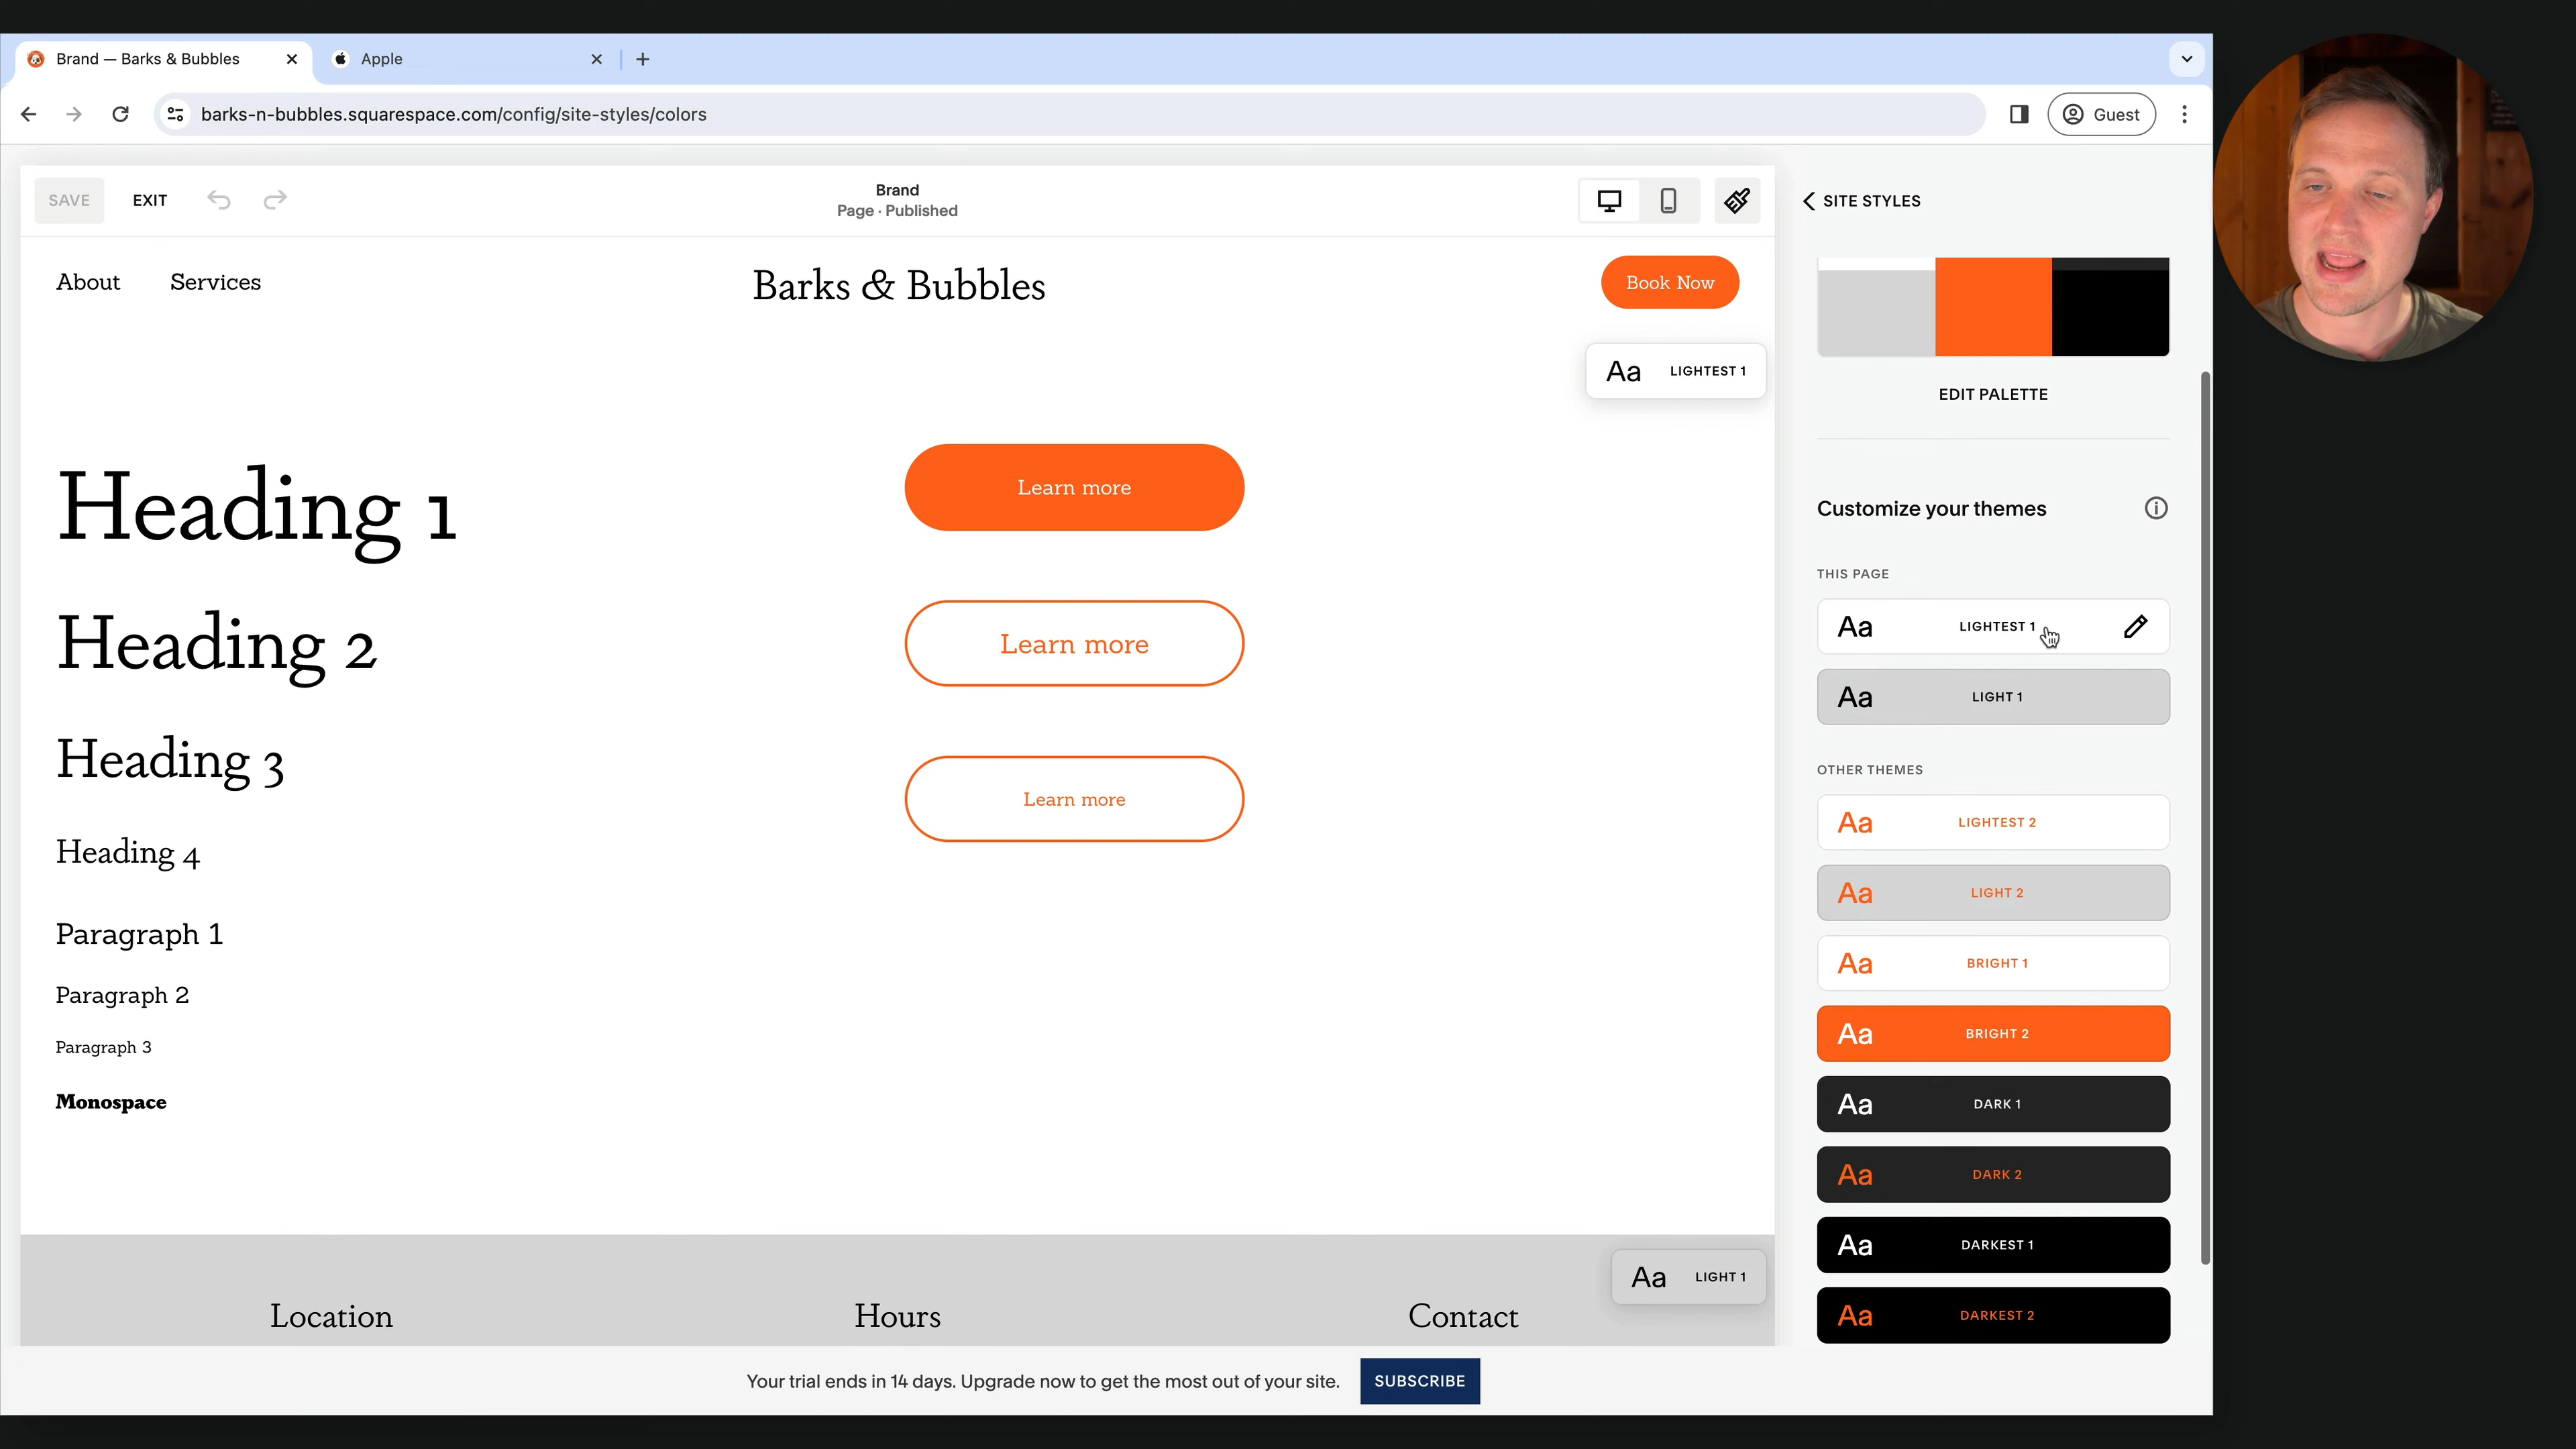 Brand — Barks & Bubbles
Apple
barks-n-bubbles.squarespace.com/config/site-styles/colors
Guest
SAVE
EXIT
Brand
Page · Published
SITE STYLES
About
Services
Barks & Bubbles
Book Now
Aa LIGHTEST 1
EDIT PALETTE
Heading 1
Heading 2
Heading 3
Heading 4
Paragraph 1
Paragraph 2
Paragraph 3
Monospace
Learn more
Learn more
Learn more
Customize your themes
THIS PAGE
Aa LIGHTEST 1
Aa LIGHT 1
OTHER THEMES
Aa LIGHTEST 2
Aa LIGHT 2
Aa BRIGHT 1
Aa BRIGHT 2
Aa DARK 1
Aa DARK 2
Aa DARKEST 1
Aa DARKEST 2
Aa LIGHT 1
Location
Hours
Contact
Your trial ends in 14 days. Upgrade now to get the most out of your site.
SUBSCRIBE